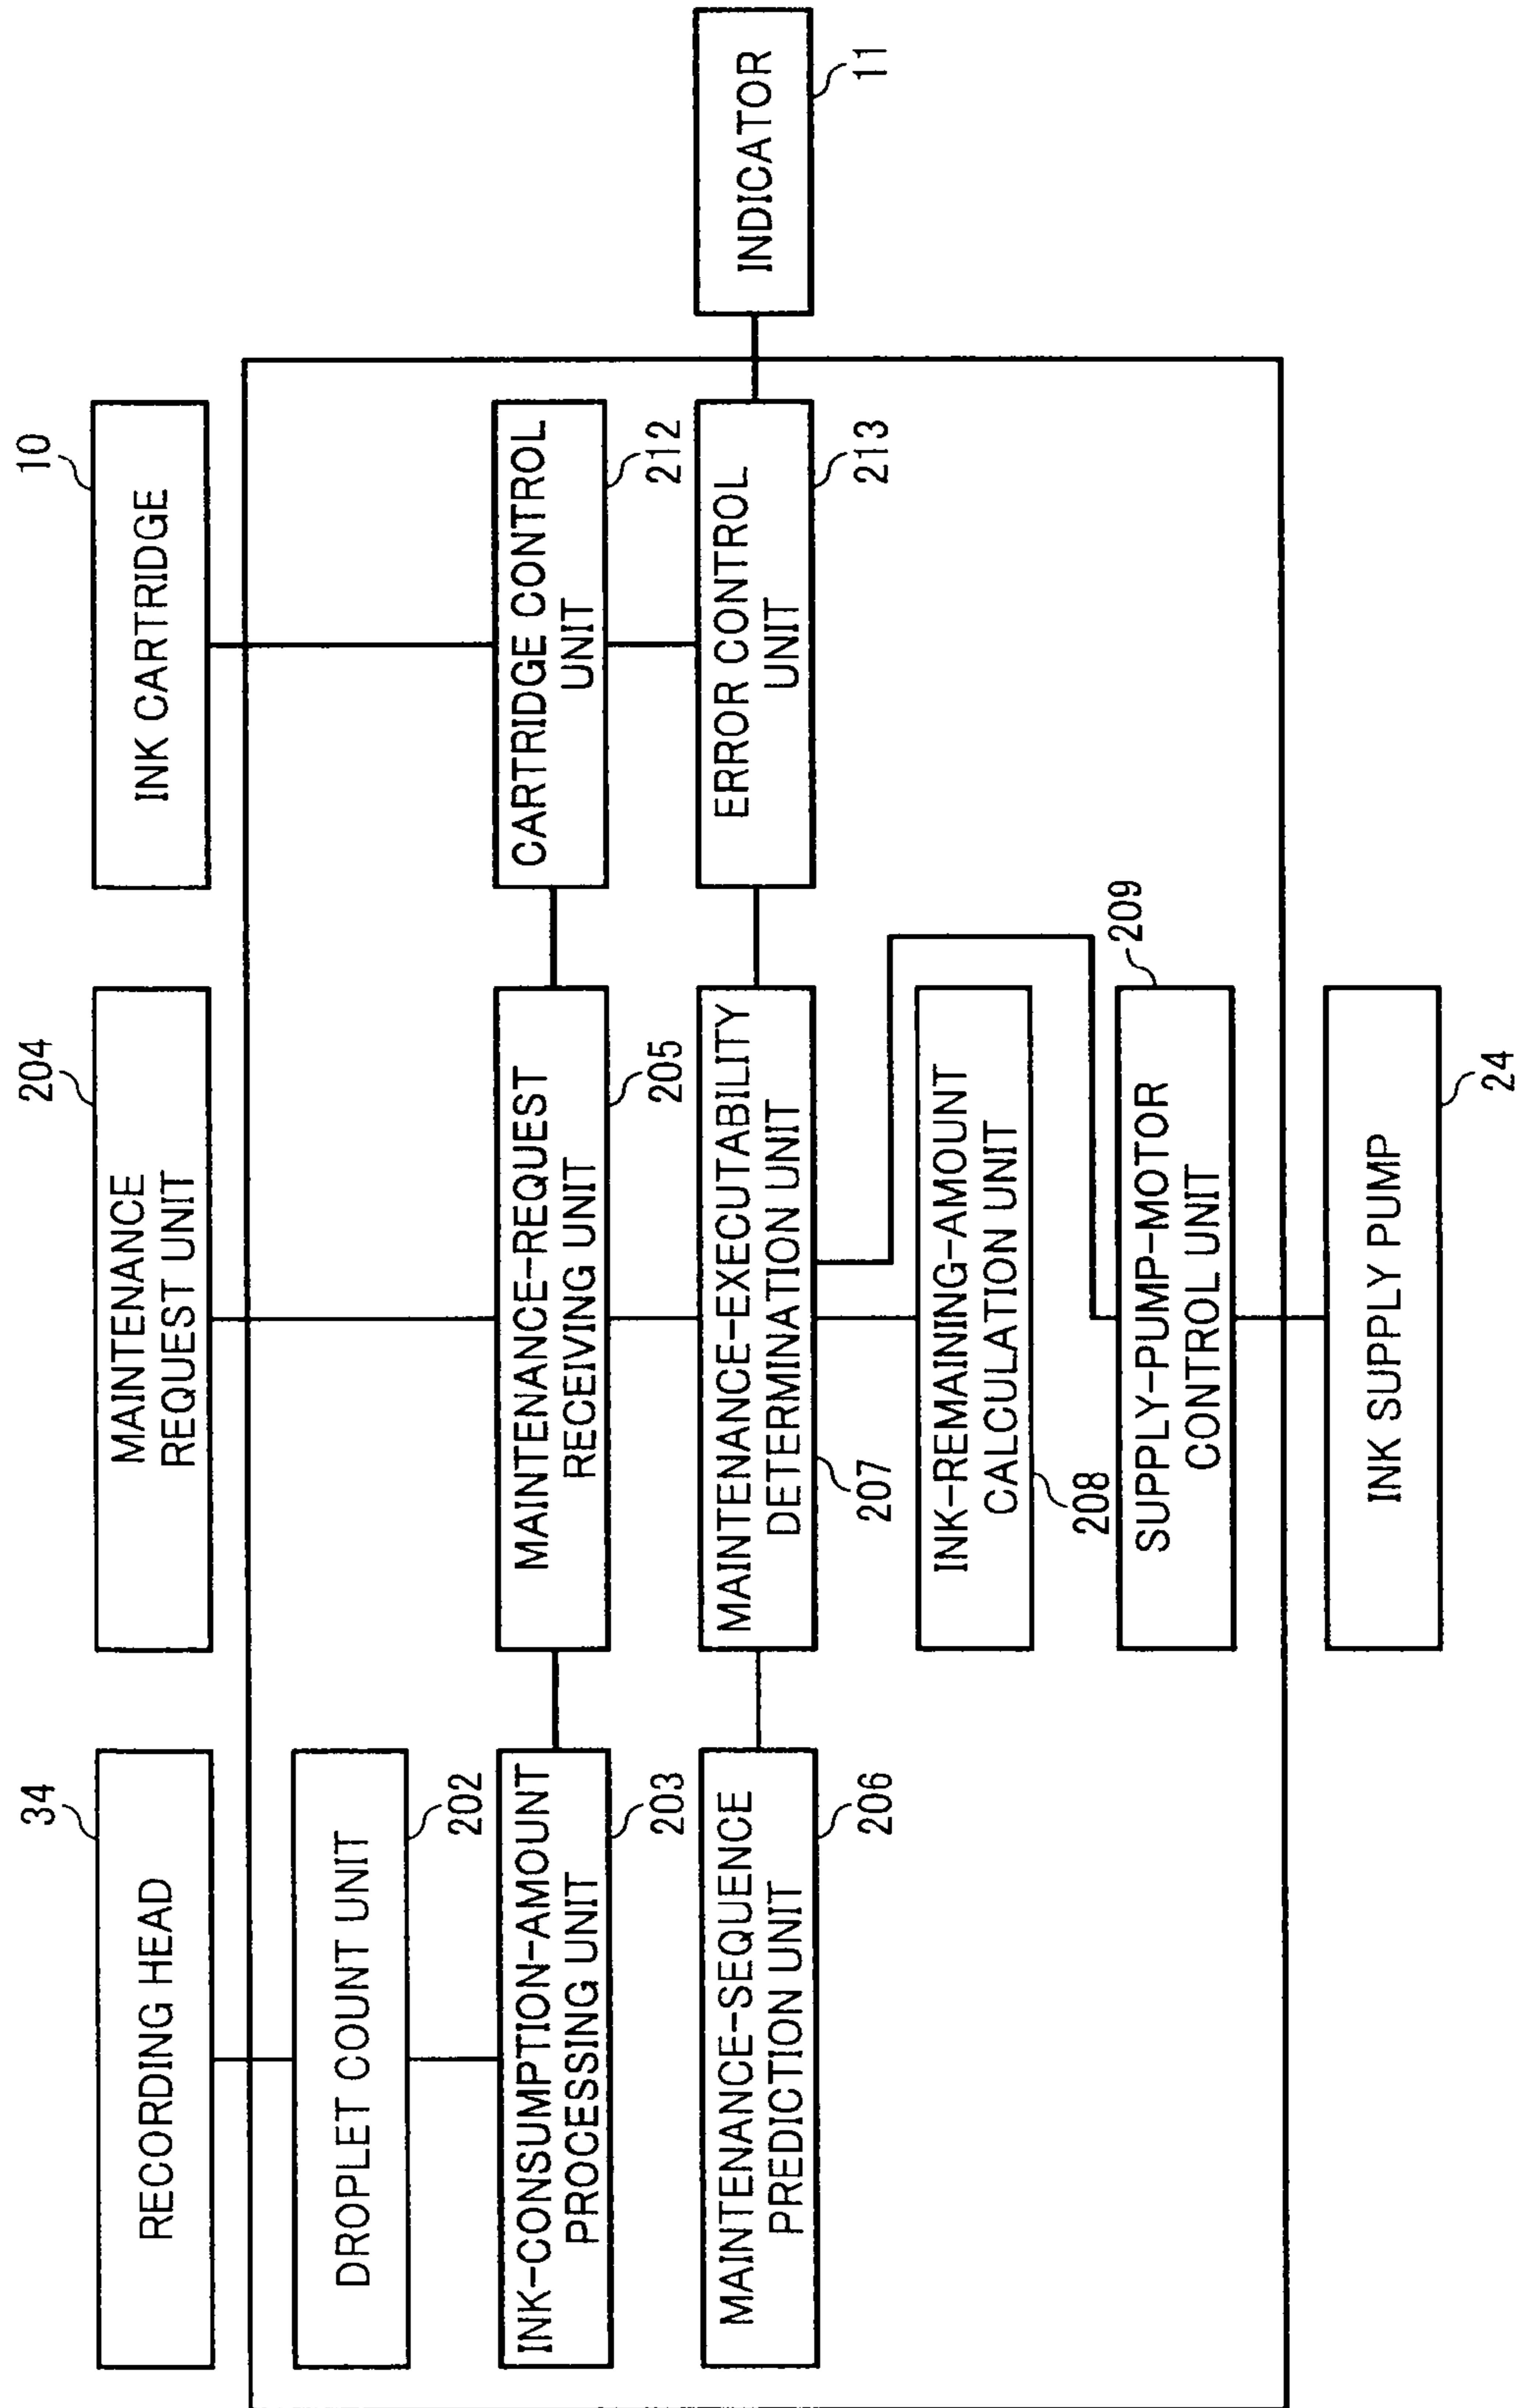 34
RECORDING HEAD
204
MAINTENANCE
REQUEST UNIT
10
INK CARTRIDGE
DROPLET COUNT UNIT
202
INK-CONSUMPTION-AMOUNT
PROCESSING UNIT
203
MAINTENANCE-REQUEST
RECEIVING UNIT
205
CARTRIDGE CONTROL
UNIT
212
MAINTENANCE-SEQUENCE
PREDICTION UNIT
206
MAINTENANCE-EXECUTABILITY
DETERMINATION UNIT
207
ERROR CONTROL
UNIT
213
INDICATOR
11
INK-REMAINING-AMOUNT
CALCULATION UNIT
208
209
SUPPLY-PUMP-MOTOR
CONTROL UNIT
INK SUPPLY PUMP
24